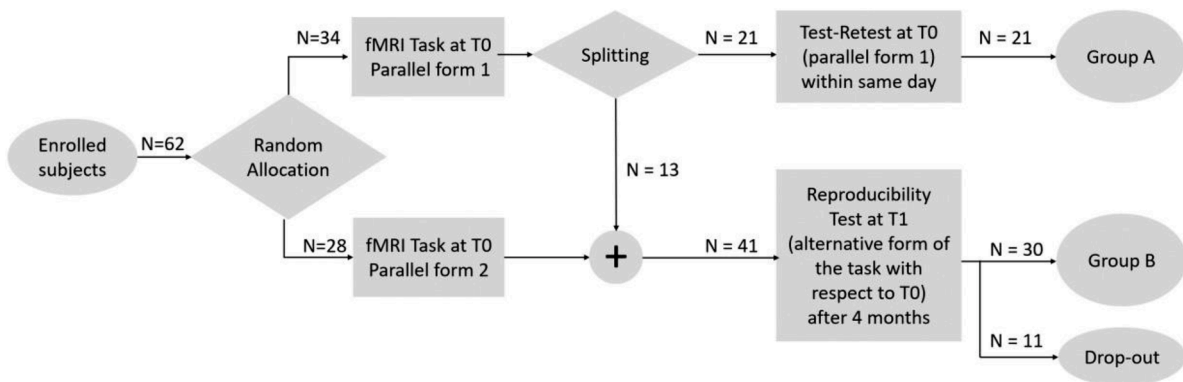 Enrolled
subjects
N=62
Random
Allocation
N=34
fMRI Task at T0
Parallel form 1
Splitting
N = 21
Test-Retest at T0
(parallel form 1)
within same day
N = 21
Group A
N = 13
N=28
fMRI Task at T0
Parallel form 2
+
N = 41
Reproducibility
Test at T1
(alternative form of
the task with
respect to T0)
after 4 months
N = 30
Group B
N = 11
Drop-out